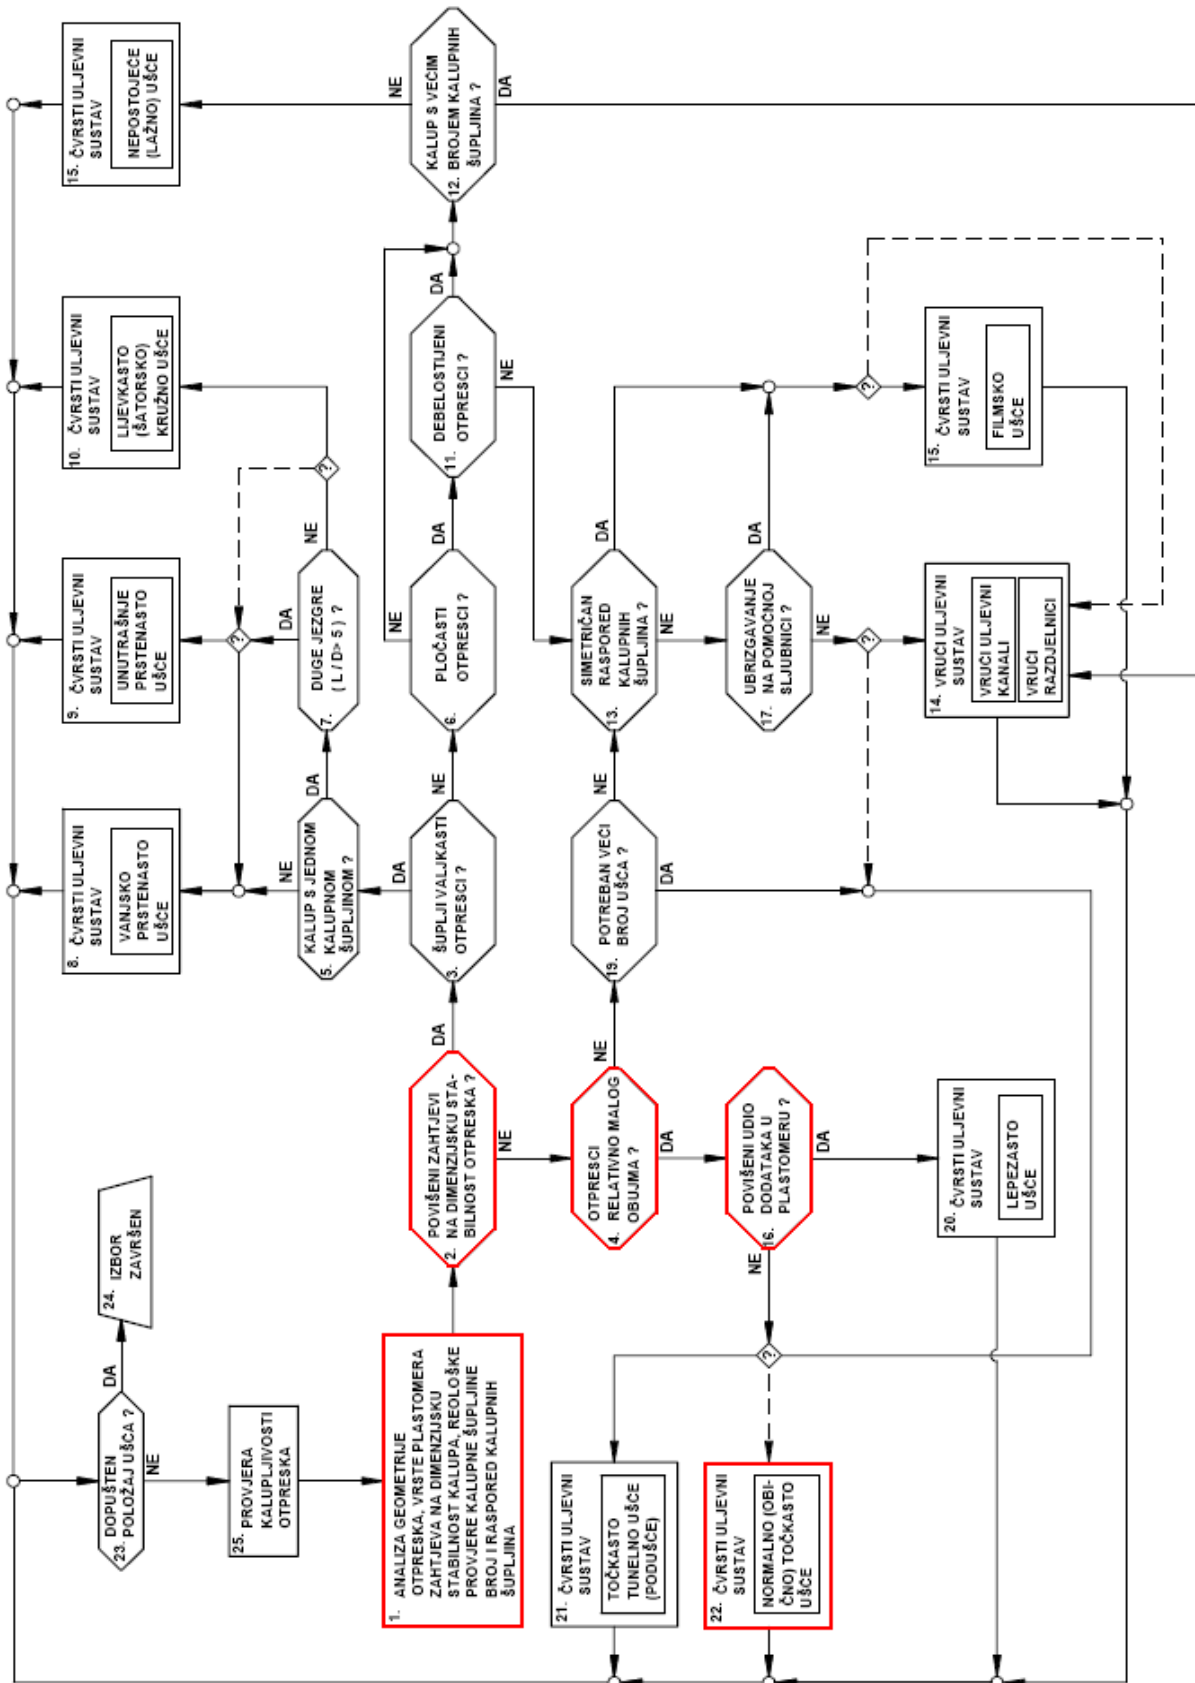 1. ANALIZA GEOMETRIJE
OTPRESKA, VRSTE PLASTOMERA
ZAHTJEVA NA DIMENZIJSKU
STABILNOST KALUPA, REOLOŠKE
PROVJERE KALUPNE ŠUPLJINE
BROJ I RASPORED KALUPNIH
ŠUPLJINA
POVIŠENI ZAHTJEVI
2. NA DIMENZIJSKU STA-
BILNOST OTPRESKA ?
DA
NE
ŠUPLJI VALJKASTI
3. OTPRESCI ?
DA
NE
OTPRESCI
4. RELATIVNO MALOG
OBUJMA ?
NE
DA
KALUP S JEDNOM
5. KALUPNOM
ŠUPLJINOM ?
NE
DA
PLOČASTI
6. OTPRESCI ?
NE
DA
DUGE JEZGRE
7. ( L / D> 5 ) ?
DA
NE
?
?
8. ČVRSTI ULJEVNI
SUSTAV
VANJSKO
PRSTENASTO
UŠĆE
9. ČVRSTI ULJEVNI
SUSTAV
UNUTRAŠNJE
PRSTENASTO
UŠĆE
10. ČVRSTI ULJEVNI
SUSTAV
LIJEVKASTO
(ŠATORSKO)
KRUŽNO UŠĆE
DEBELOSTIJENI
11. OTPRESCI ?
DA
NE
KALUP S VEĆIM
12. BROJEM KALUPNIH
ŠUPLJINA ?
NE
DA
15. ČVRSTI ULJEVNI
SUSTAV
NEPOSTOJEĆE
(LAŽNO) UŠĆE
SIMETRIČAN
RASPORED
13. KALUPNIH
ŠUPLJINA ?
DA
NE
14. VRUĆI ULJEVNI
SUSTAV
VRUĆI ULJEVNI
KANALI
VRUĆI
RAZDJELNICI
?
15. ČVRSTI ULJEVNI
SUSTAV
FILMSKO
UŠĆE
POVIŠENI UDIO
DODATAKA U
16. PLASTOMERU ?
NE
DA
UBRIZGAVANJE
NA POMOĆNOJ
17. SLJUBNICI ?
DA
NE
?
POTREBAN VEĆI
19. BROJ UŠĆA ?
NE
DA
20. ČVRSTI ULJEVNI
SUSTAV
LEPEZASTO
UŠĆE
?
21. ČVRSTI ULJEVNI
SUSTAV
TOČKASTO
TUNELNO UŠĆE
(PODUŠĆE)
22. ČVRSTI ULJEVNI
SUSTAV
NORMALNO (OBI-
ČNO) TOČKASTO
UŠĆE
DOPUŠTEN
23. POLOŽAJ UŠĆA ?
DA
NE
24. IZBOR
ZAVRŠEN
25. PROVJERA
KALUPLJIVOSTI
OTPRESKA